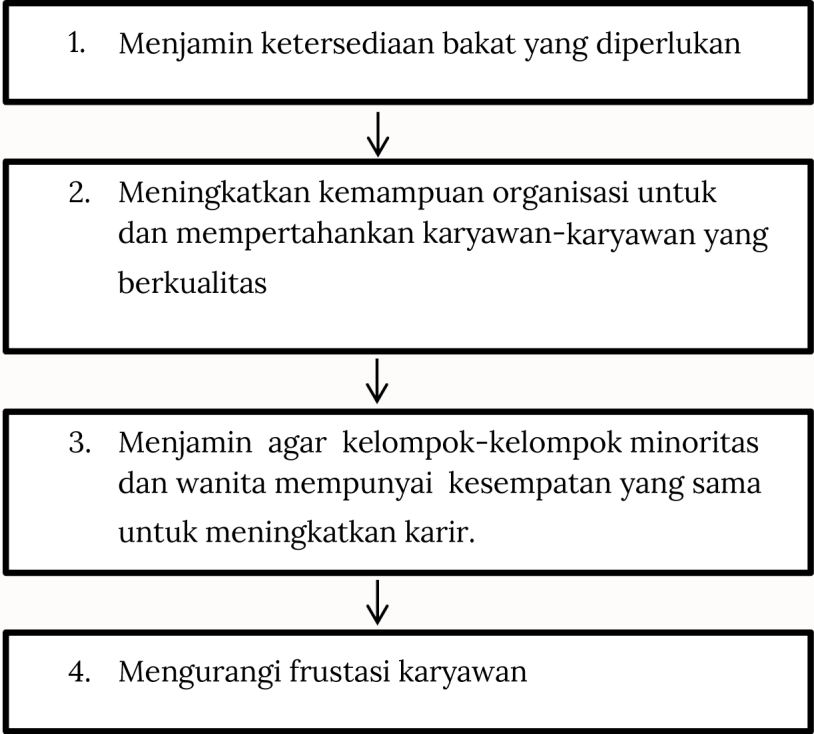 1. Menjamin ketersediaan bakat yang diperlukan
2. Meningkatkan kemampuan organisasi untuk
dan mempertahankan karyawan-karyawan yang
berkualitas
3. Menjamin agar kelompok-kelompok minoritas
dan wanita mempunyai kesempatan yang sama
untuk meningkatkan karir.
4. Mengurangi frustasi karyawan